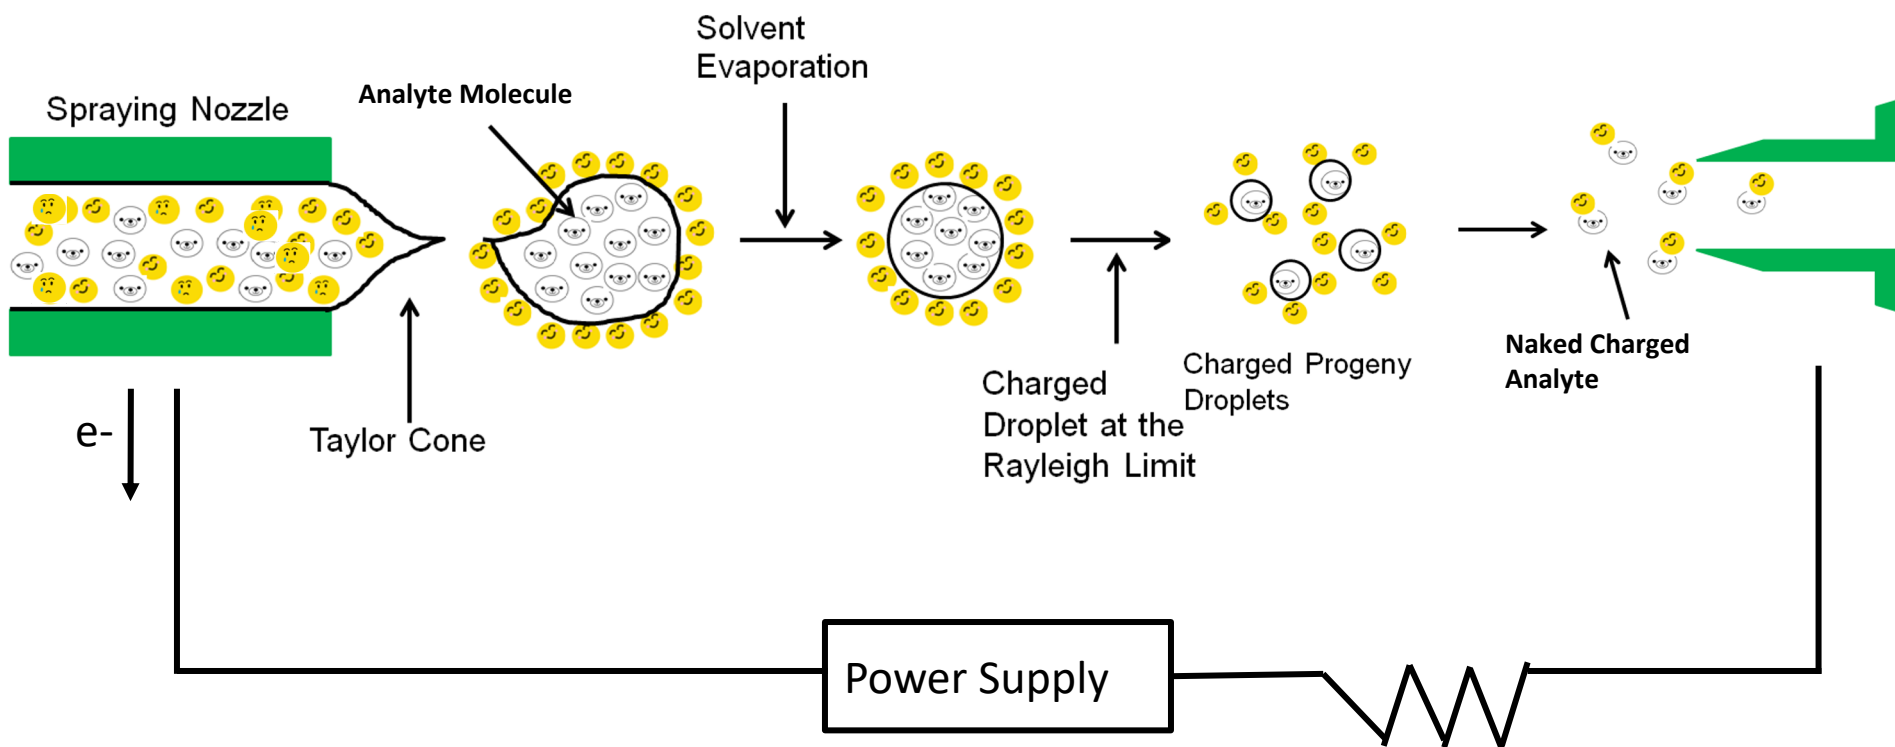 Solvent
Evaporation
Analyte Molecule
Spraying Nozzle
e-
Taylor Cone
Charged
Droplet at the
Rayleigh Limit
Charged Progeny
Droplets
Naked Charged
Analyte
Power Supply